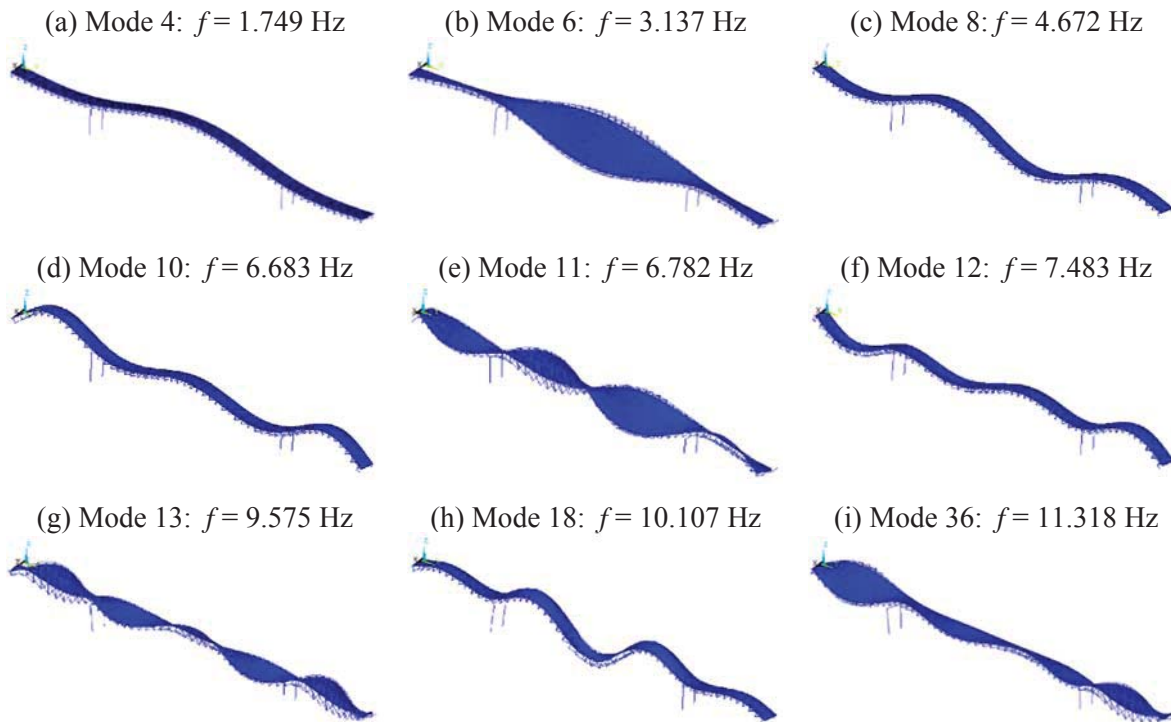 (a) Mode 4: f = 1.749 Hz
(b) Mode 6: f = 3.137 Hz
(c) Mode 8: f = 4.672 Hz
(d) Mode 10: f = 6.683 Hz
(e) Mode 11: f = 6.782 Hz
(f) Mode 12: f = 7.483 Hz
(g) Mode 13: f = 9.575 Hz
(h) Mode 18: f = 10.107 Hz
(i) Mode 36: f = 11.318 Hz